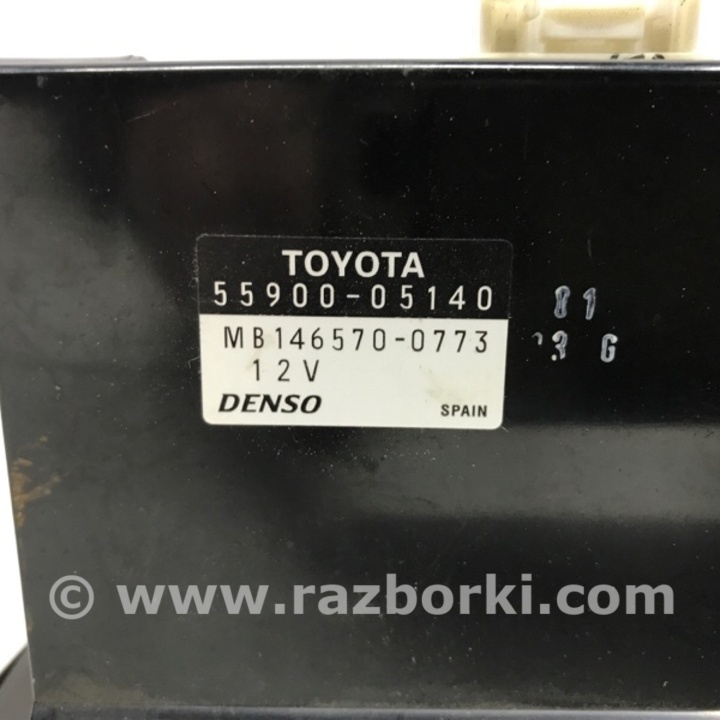 TOYOTA
55900-05140
MB146570-0773
12V
DENSO
SPAIN
81
3 G
© www.razborki.com